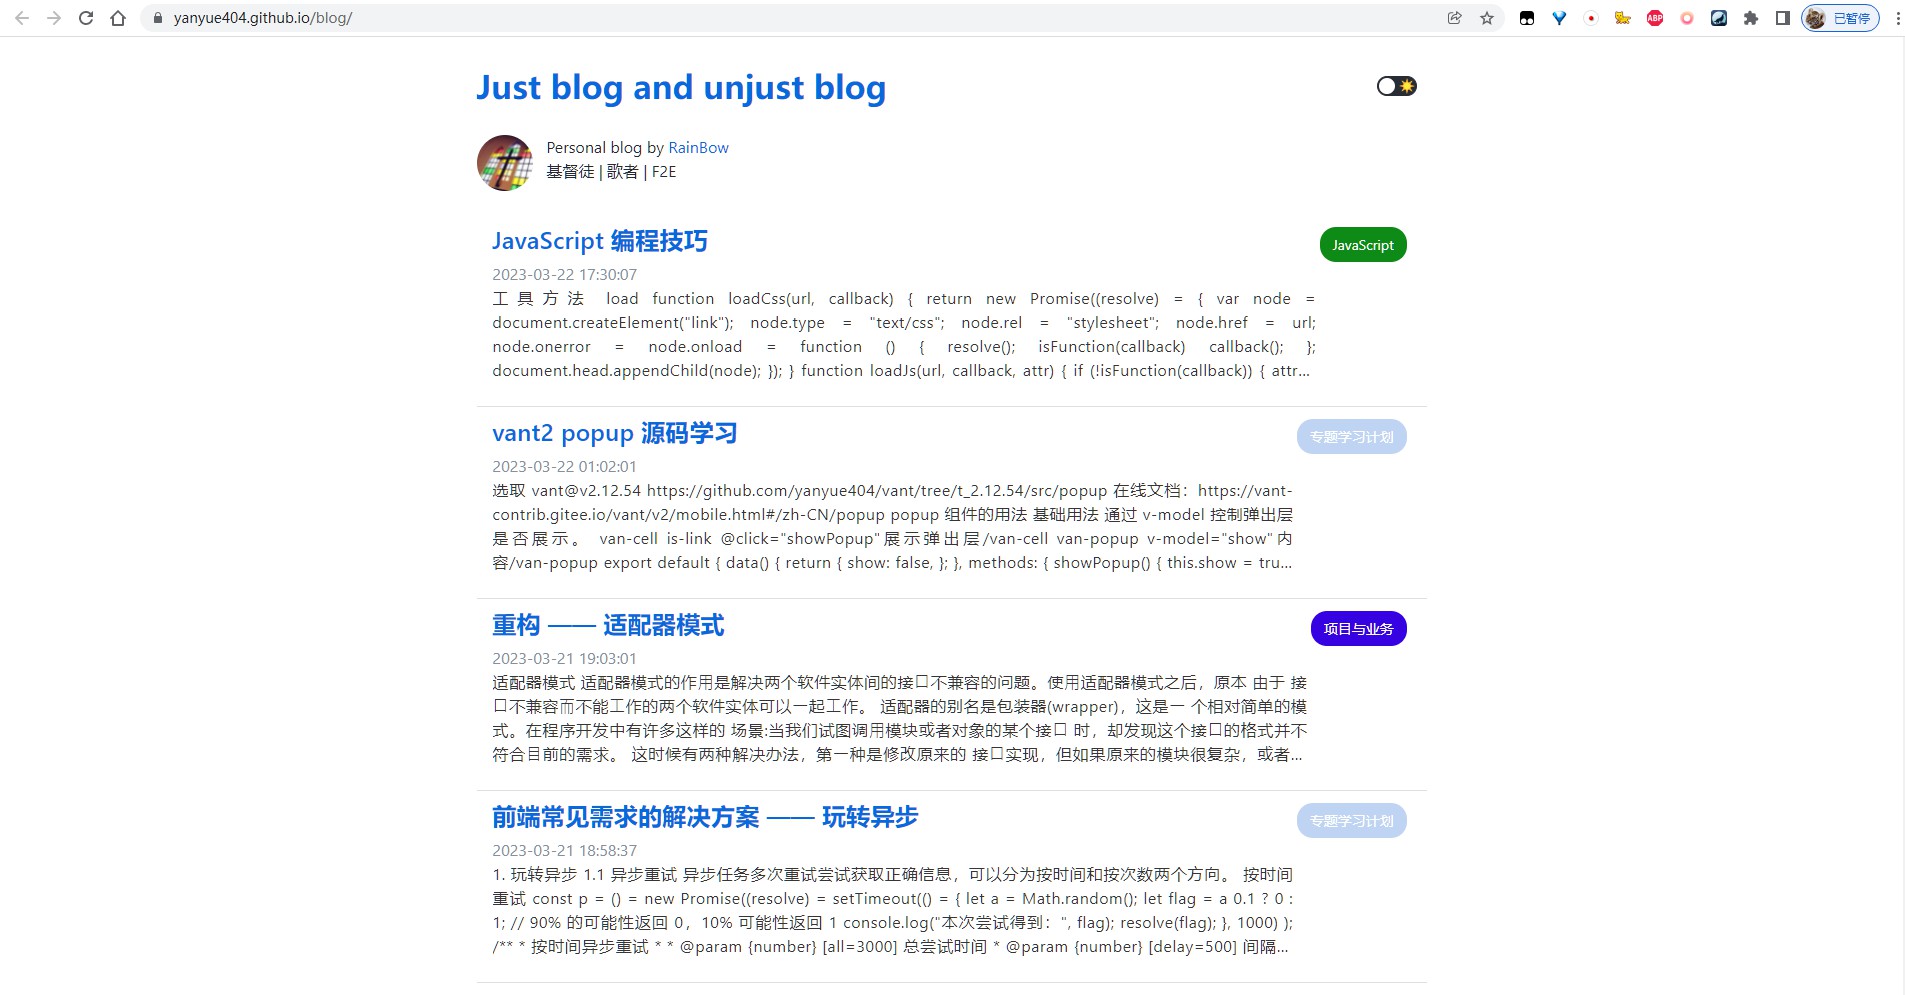 yanyue404.github.io/blog/
ABP
已暂停
Just blog and unjust blog
Personal blog by RainBow
基督徒 | 歌者 | F2E
JavaScript 编程技巧
JavaScript
2023-03-22 17:30:07
工具方法 load function loadCss(url, callback) { return new Promise((resolve) = { var node =
document.createElement("link"); node.type = "text/css"; node.rel = "stylesheet"; node.href = url;
node.onerror = node.onload = function () { resolve(); isFunction(callback) callback(); };
document.head.appendChild(node); }); } function loadJs(url, callback, attr) { if (!isFunction(callback)) { attr...
vant2 popup 源码学习
专题学习计划
2023-03-22 01:02:01
选取 vant@v2.12.54 https://github.com/yanyue404/vant/tree/t_2.12.54/src/popup 在线文档：https://vant-
contrib.gitee.io/vant/v2/mobile.html#/zh-CN/popup popup 组件的用法 基础用法 通过 v-model 控制弹出层
是否展示。 van-cell is-link @click="showPopup"展示弹出层/van-cell van-popup v-model="show"内
容/van-popup export default { data() { return { show: false, }; }, methods: { showPopup() { this.show = tru...
重构 —— 适配器模式
项目与业务
2023-03-21 19:03:01
适配器模式 适配器模式的作用是解决两个软件实体间的接□不兼容的问题。使用适配器模式之后，原本 由于 接
□不兼容而不能工作的两个软件实体可以一起工作。 适配器的别名是包装器(wrapper)，这是一 个相对简单的模
式。在程序开发中有许多这样的 场景:当我们试图调用模块或者对象的某个接□ 时，却发现这个接□的格式并不
符合目前的需求。 这时候有两种解决办法，第一种是修改原来的 接□实现，但如果原来的模块很复杂，或者...
前端常见需求的解决方案 —— 玩转异步
专题学习计划
2023-03-21 18:58:37
1. 玩转异步 1.1 异步重试 异步任务多次重试尝试获取正确信息，可以分为按时间和按次数两个方向。 按时间
重试 const p = () = new Promise((resolve) = setTimeout(() = { let a = Math.random(); let flag = a 0.1 ? 0 :
1; // 90% 的可能性返回 0，10% 可能性返回 1 console.log("本次尝试得到：", flag); resolve(flag); }, 1000) );
/** * 按时间异步重试 * * @param {number} [all=3000] 总尝试时间 * @param {number} [delay=500] 间隔...